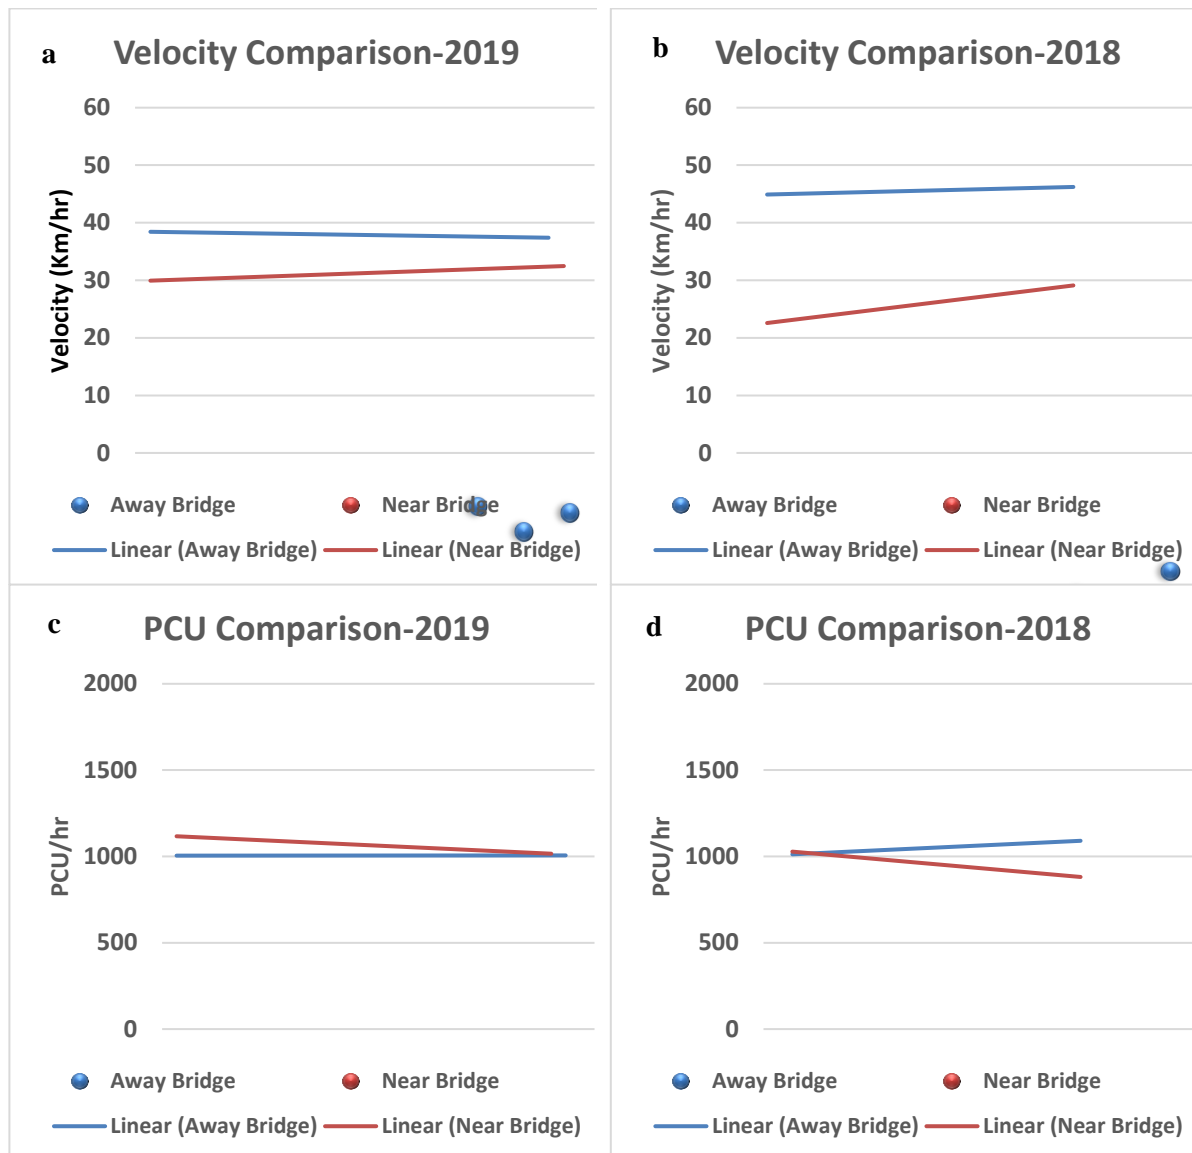 a Velocity Comparison-2019
60
50
40
30
20
10
0
Velocity (Km/hr)
Away Bridge Near Bridge
Linear (Away Bridge) Linear (Near Bridge)
b Velocity Comparison-2018
60
50
40
30
20
10
0
Velocity (Km/hr)
Away Bridge Near Bridge
Linear (Away Bridge) Linear (Near Bridge)
c PCU Comparison-2019
2000
1500
1000
500
0
PCU/hr
Away Bridge Near Bridge
Linear (Away Bridge) Linear (Near Bridge)
d PCU Comparison-2018
2000
1500
1000
500
0
PCU/hr
Away Bridge Near Bridge
Linear (Away Bridge) Linear (Near Bridge)